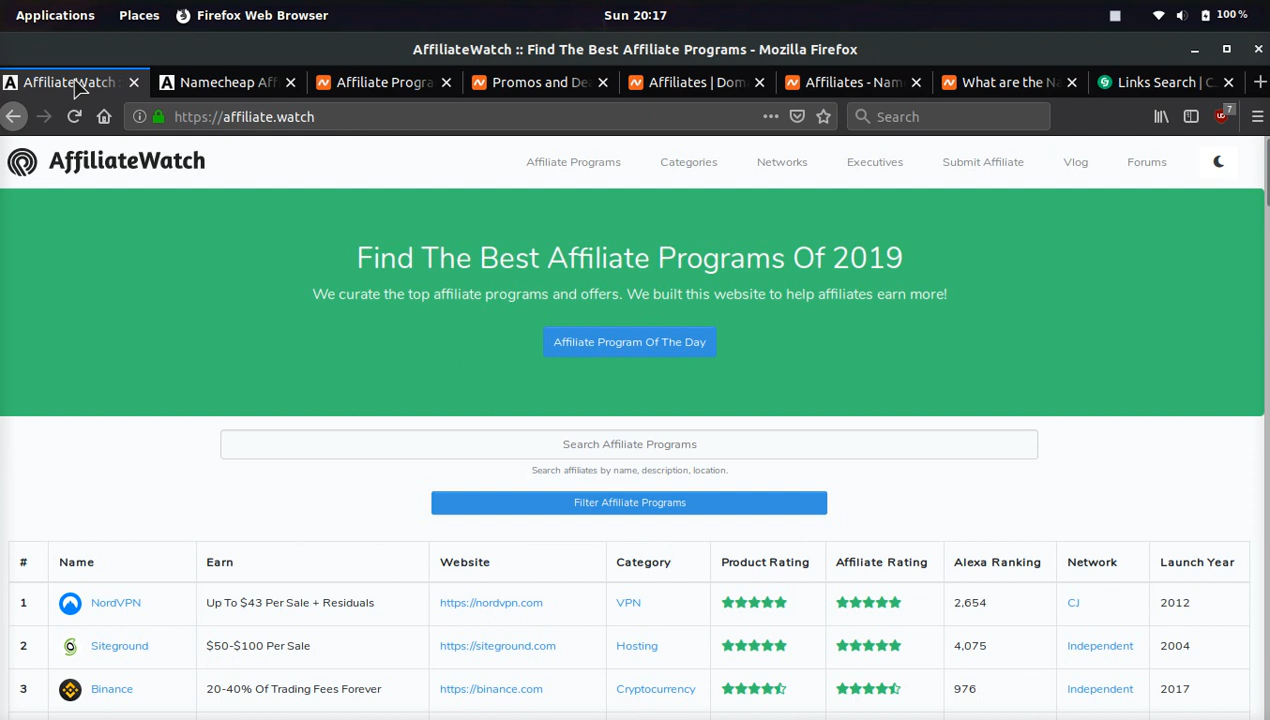 Applications Places Firefox Web Browser Sun 20:17 100 %
AffiliateWatch :: Find The Best Affiliate Programs - Mozilla Firefox
AffiliateWatch : Namecheap Aff Affiliate Progra Promos and De Affiliates | Dom Affiliates - Nam What are the Na Links Search | C
https://affiliate.watch Search 7
AffiliateWatch Affiliate Programs Categories Networks Executives Submit Affiliate Vlog Forums
Find The Best Affiliate Programs Of 2019
We curate the top affiliate programs and offers. We built this website to help affiliates earn more!
Affiliate Program Of The Day
Search Affiliate Programs
Search affiliates by name, description, location.
Filter Affiliate Programs
# Name Earn Website Category Product Rating Affiliate Rating Alexa Ranking Network Launch Year
1 NordVPN Up To $43 Per Sale + Residuals https://nordvpn.com VPN 2,654 CJ 2012
2 Siteground $50-$100 Per Sale https://siteground.com Hosting 4,075 Independent 2004
3 Binance 20-40% Of Trading Fees Forever https://binance.com Cryptocurrency 976 Independent 2017